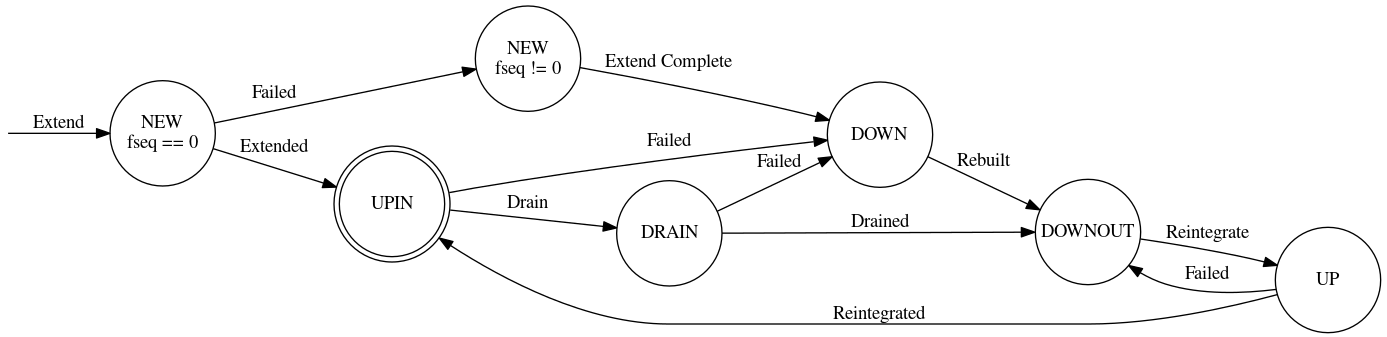 Extend
NEW
fseq == 0
Failed
Extended
NEW
fseq != 0
Extend Complete
UPIN
Failed
Drain
DRAIN
Failed
Drained
DOWN
Rebuilt
DOWNOUT
Reintegrate
Failed
UP
Reintegrated